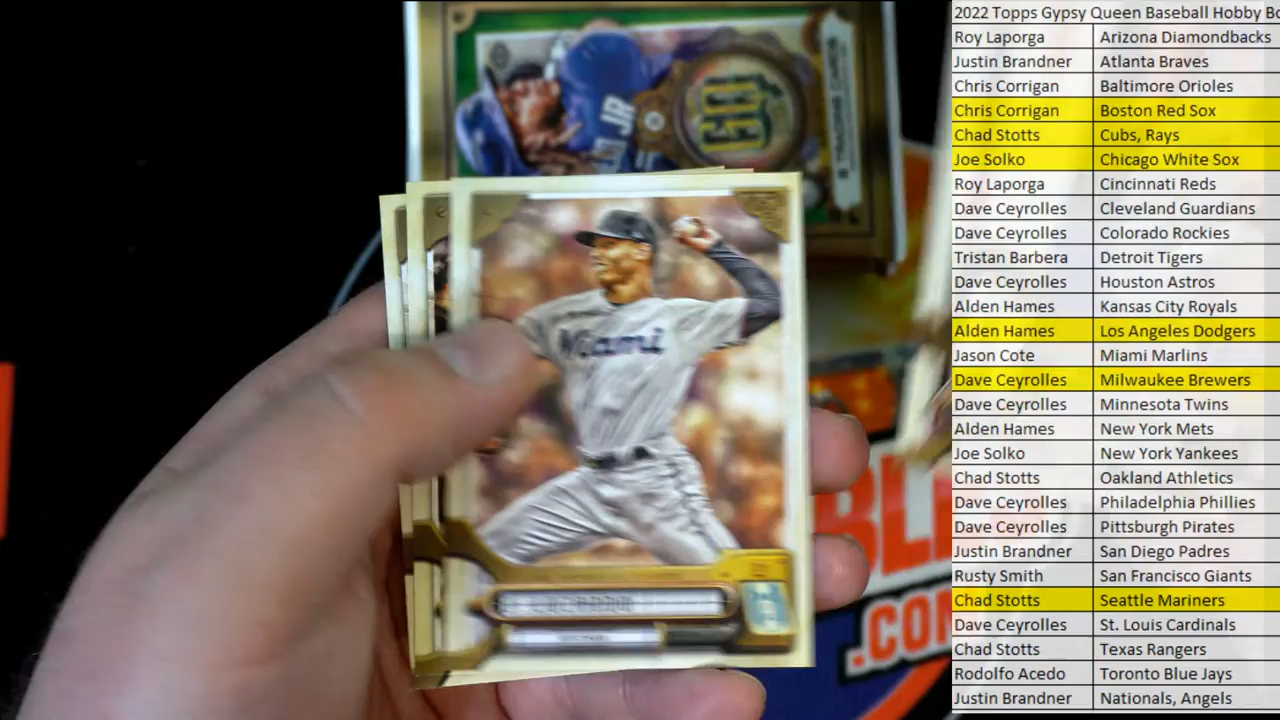 2022 Topps Gypsy Queen Baseball Hobby
Roy Laporga Arizona Diamondbacks
Justin Brandner Atlanta Braves
Chris Corrigan Baltimore Orioles
Chris Corrigan Boston Red Sox
Chad Stotts Cubs, Rays
Joe Solko Chicago White Sox
Roy Laporga Cincinnati Reds
Dave Ceyrolles Cleveland Guardians
Dave Ceyrolles Colorado Rockies
Tristan Barbera Detroit Tigers
Dave Ceyrolles Houston Astros
Alden Hames Kansas City Royals
Alden Hames Los Angeles Dodgers
Jason Cote Miami Marlins
Dave Ceyrolles Milwaukee Brewers
Dave Ceyrolles Minnesota Twins
Alden Hames New York Mets
Joe Solko New York Yankees
Chad Stotts Oakland Athletics
Dave Ceyrolles Philadelphia Phillies
Dave Ceyrolles Pittsburgh Pirates
Justin Brandner San Diego Padres
Rusty Smith San Francisco Giants
Chad Stotts Seattle Mariners
Dave Ceyrolles St. Louis Cardinals
Chad Stotts Texas Rangers
Rodolfo Acedo Toronto Blue Jays
Justin Brandner Nationals, Angels
GQ
8 TRADING CARDS
JR
Miami